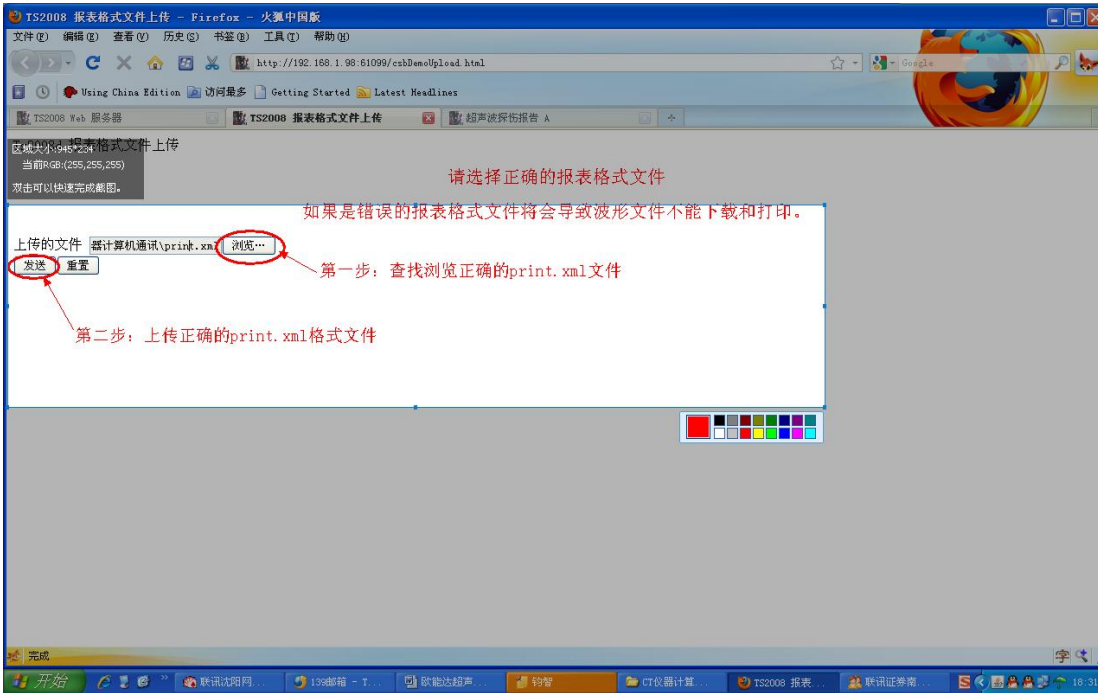 TS2008 报表格式文件上传 - Firefox - 火狐中国版
文件(F) 编辑(E) 查看(V) 历史(S) 书签(B) 工具(T) 帮助(H)
http://192.168.1.98:61099/csbDemoUpload.html
Google
Using China Edition 访问最多 Getting Started Latest Headlines
TS2008 Web 服务器 TS2008 报表格式文件上传 超声波探伤报告 A
报表格式文件上传
区域大小:945*234
当前RGB:(255,255,255)
双击可以快速完成截图。
请选择正确的报表格式文件
如果是错误的报表格式文件将会导致波形文件不能下载和打印。
上传的文件 器计算机通讯\print.xml 浏览…
发送 重置
第一步：查找浏览正确的print.xml文件
第二步：上传正确的print.xml格式文件
完成
字
开始 联讯沈阳网... 139邮箱 - T... 欧能达超声... 钧智 CT仪器计算... TS2008 报表... 联讯证券南... 18:31